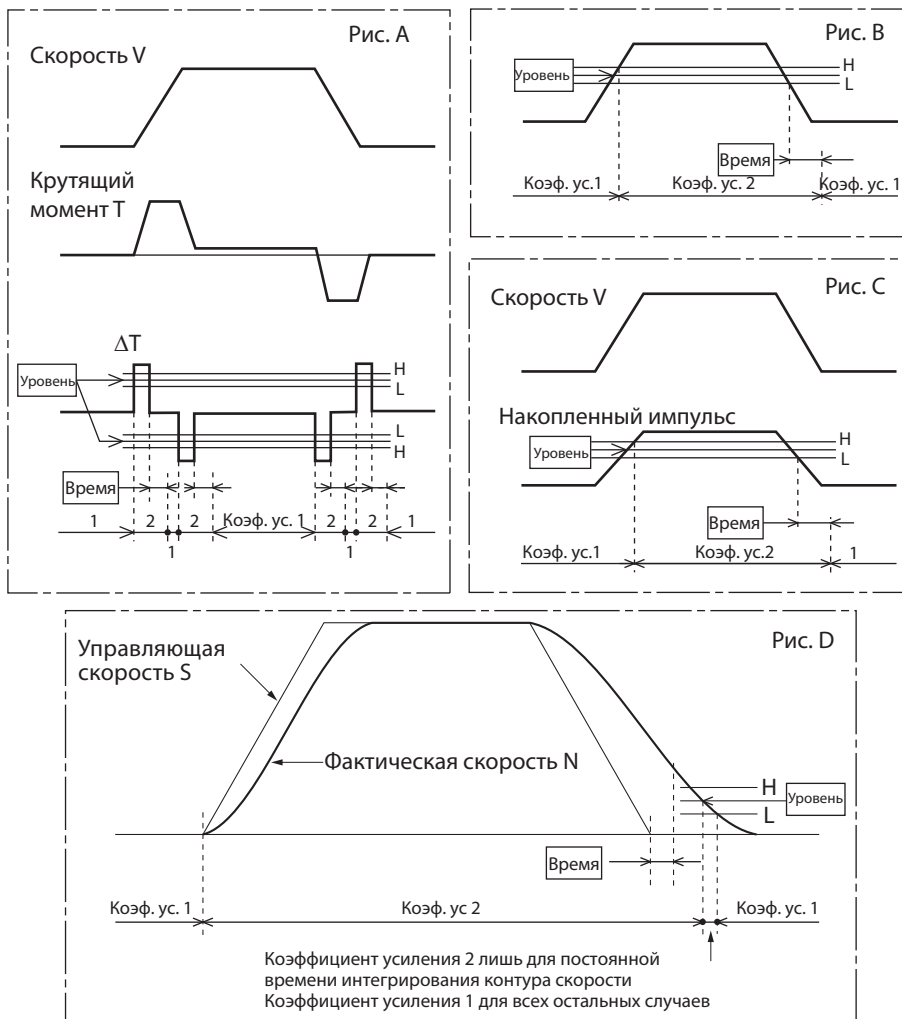 Рис. A
Скорость V
Крутящий
момент T
ΔT
Уровень
H
L
L
H
Время
1
2
2
Коэф. ус. 1
2
2
1
1
1
Рис. B
Уровень
H
L
Время
Коэф. ус.1
Коэф. ус. 2
Коэф. ус. 1
Рис. C
Скорость V
Накопленный импульс
Уровень
H
L
Время
Коэф. ус.1
Коэф. ус.2
1
Рис. D
Управляющая
скорость S
Фактическая скорость N
H
Уровень
L
Время
Коэф. ус. 1
Коэф. ус 2
Коэф. ус. 1
Коэффициент усиления 2 лишь для постоянной
времени интегрирования контура скорости
Коэффициент усиления 1 для всех остальных случаев